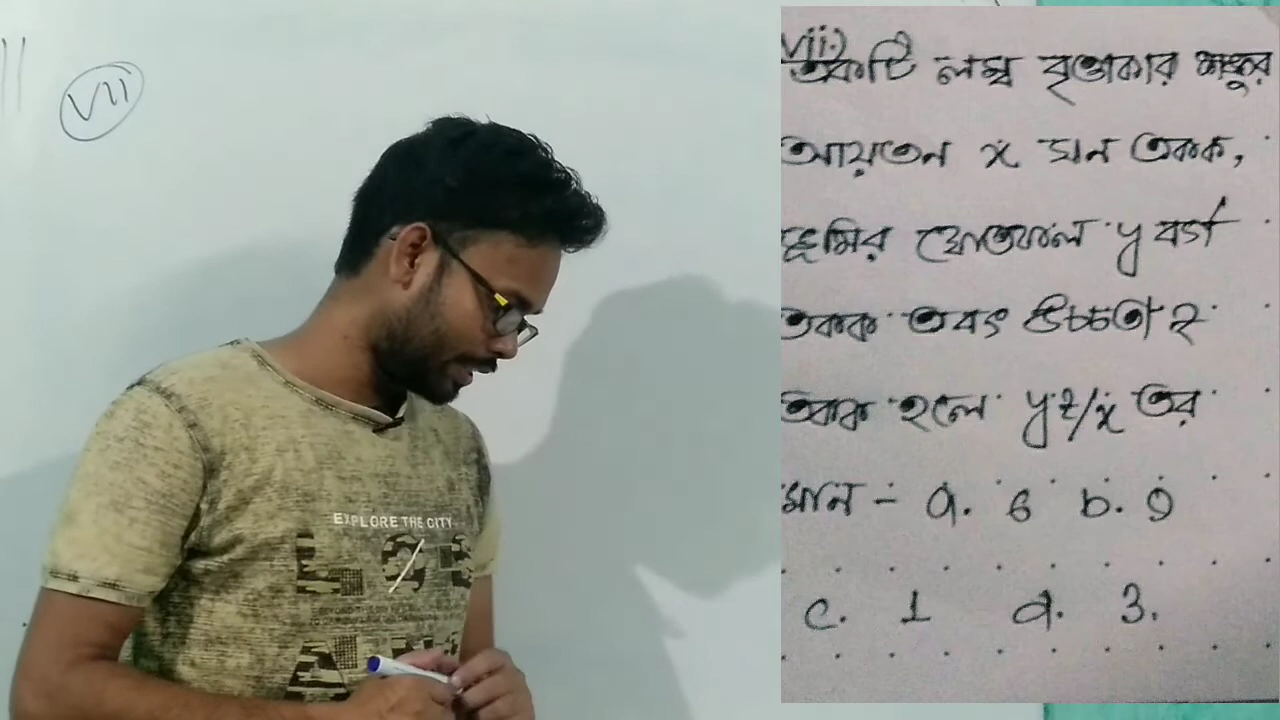 VII
vii.)
একটি লম্ব বৃত্তাকার শঙ্কুর
আয়তন x ঘন একক,
ভূমির ক্ষেত্রফল y বর্গ
একক এবং উচ্চতা z
একক হলে yz/x এর
মান - a. 6 b. 9
c. 1 d. 3.
EXPLORE THE CITY